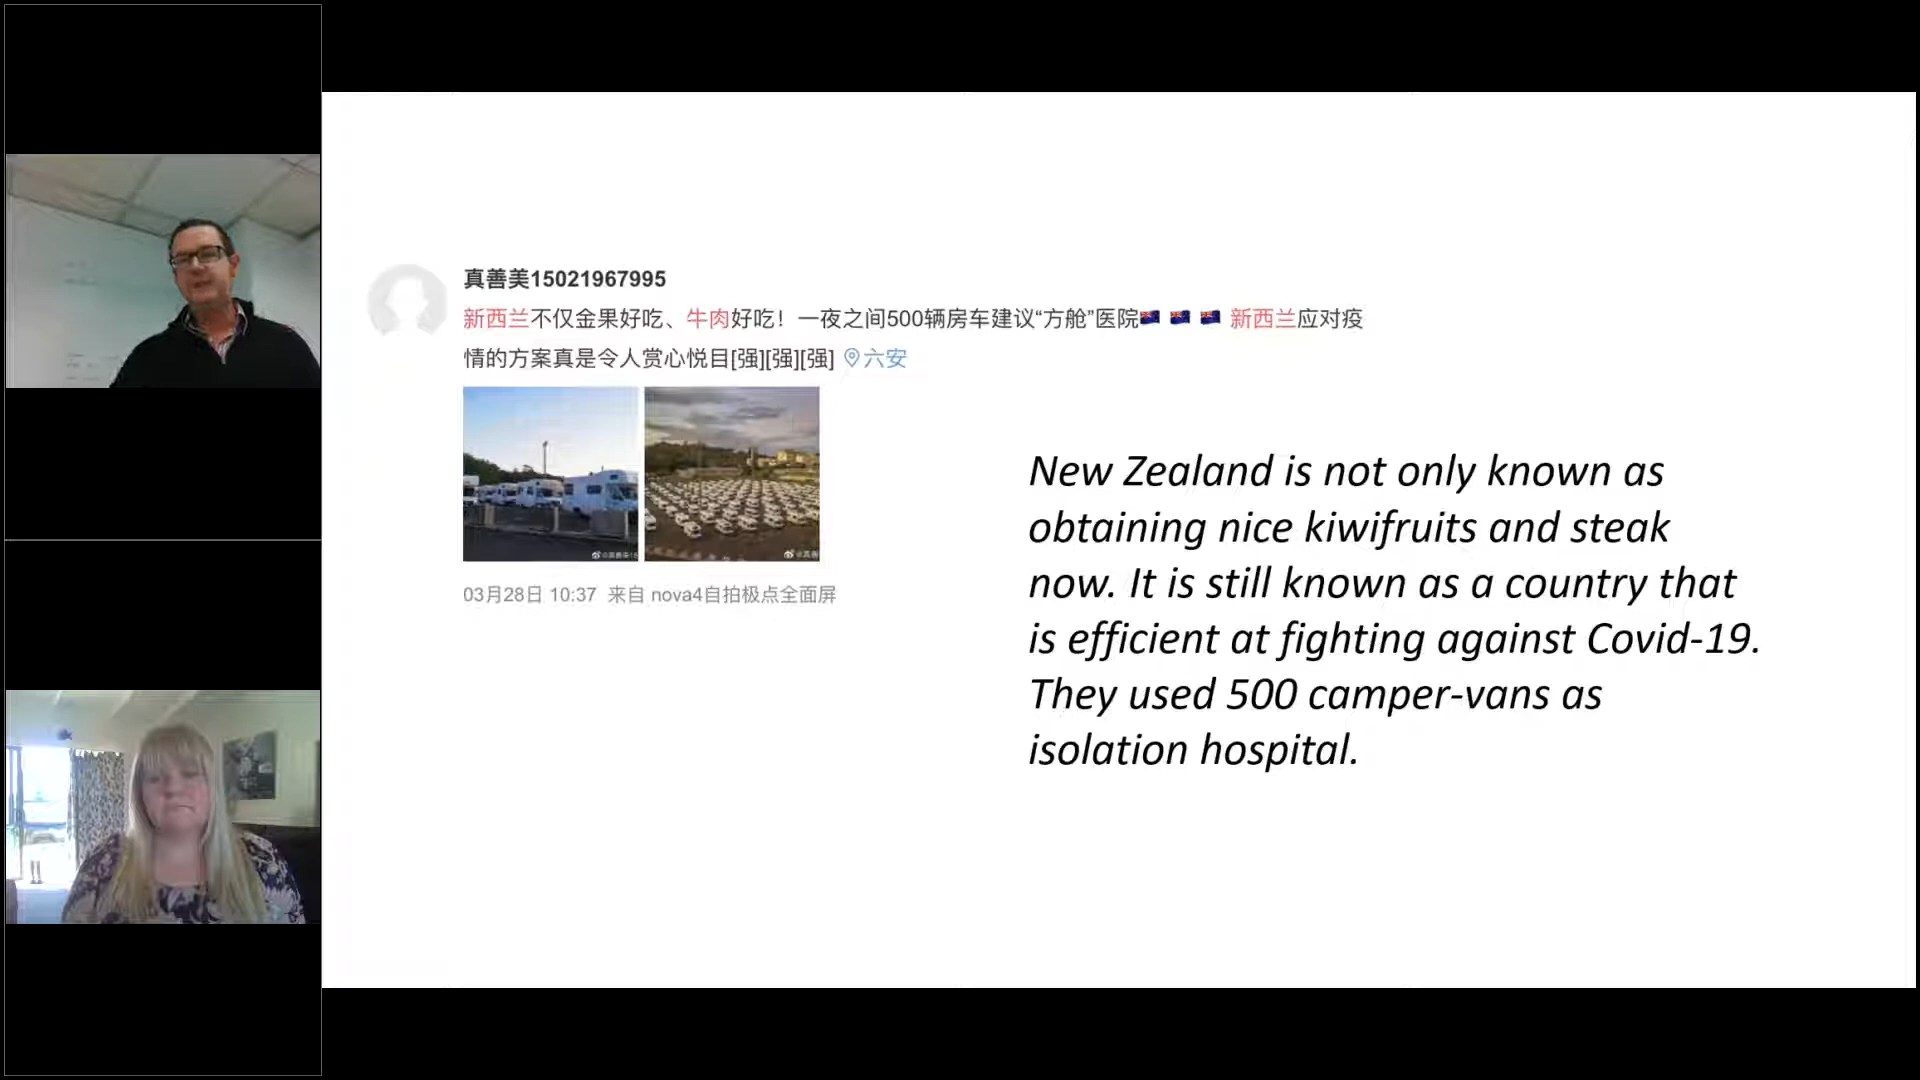 真善美15021967995
新西兰不仅金果好吃、牛肉好吃！一夜之间500辆房车建议“方舱”医院🇳🇿 🇳🇿 🇳🇿 新西兰应对疫
情的方案真是令人赏心悦目[强][强][强] 六安
03月28日 10:37 来自 nova4自拍极点全面屏
New Zealand is not only known as
obtaining nice kiwifruits and steak
now. It is still known as a country that
is efficient at fighting against Covid-19.
They used 500 camper-vans as
isolation hospital.